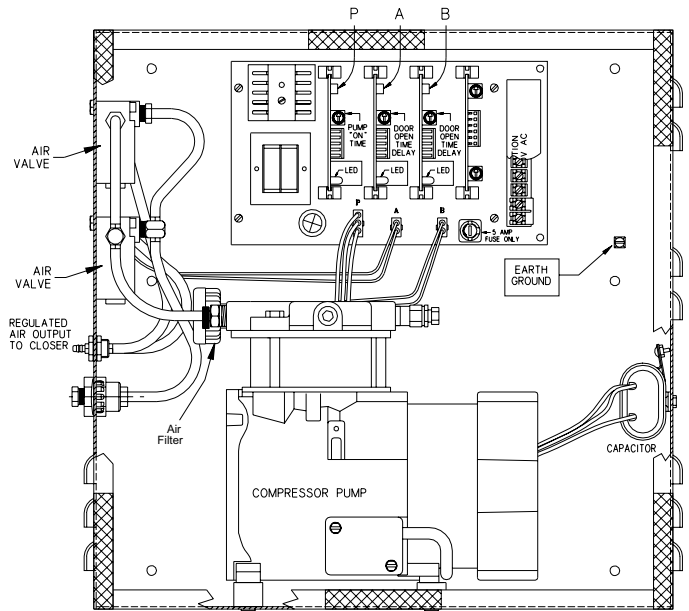 P A B
AIR
VALVE
PUMP
"ON"
TIME
DOOR
OPEN
TIME
DELAY
DOOR
OPEN
TIME
DELAY
LED
LED
LED
P
A
B
5 AMP
FUSE ONLY
AIR
VALVE
EARTH
GROUND
REGULATED
AIR OUTPUT
TO CLOSER
Air
Filter
CAPACITOR
COMPRESSOR PUMP